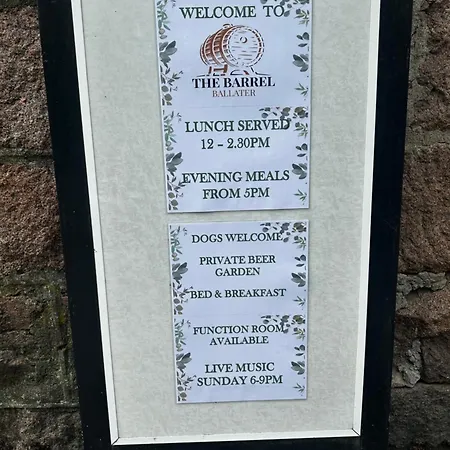 WELCOME TO
THE BARREL
BALLATER
LUNCH SERVED
12 - 2.30PM
EVENING MEALS
FROM 5PM
DOGS WELCOME
PRIVATE BEER
GARDEN
BED & BREAKFAST
FUNCTION ROOM
AVAILABLE
LIVE MUSIC
SUNDAY 6-9PM